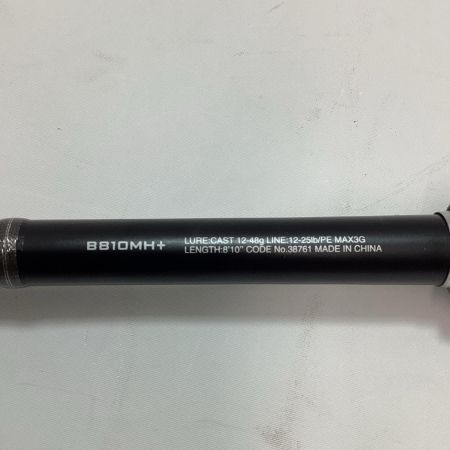 B810MH+
LURE:CAST 12-48g LINE:12-25lb/PE MAX3G
LENGTH:8'10" CODE No.38761 MADE IN CHINA